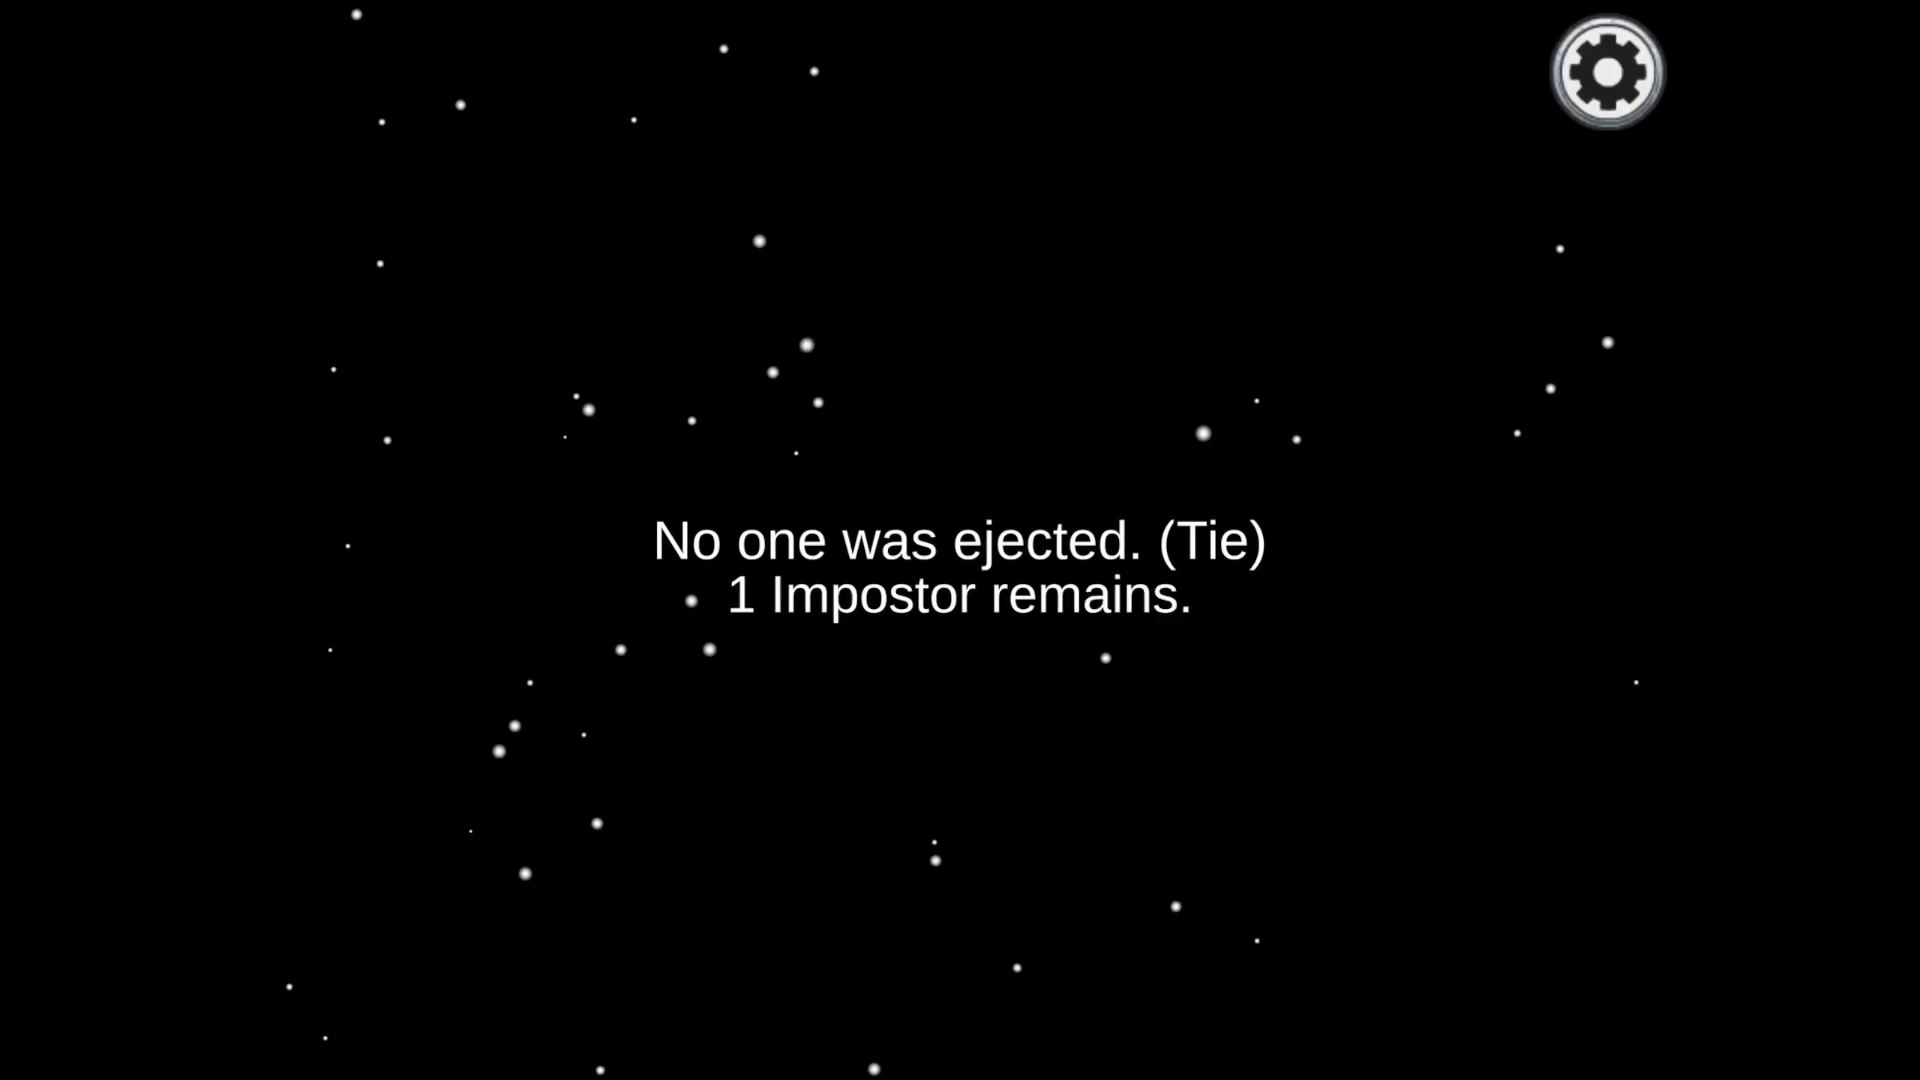 No one was ejected. (Tie)
1 Impostor remains.